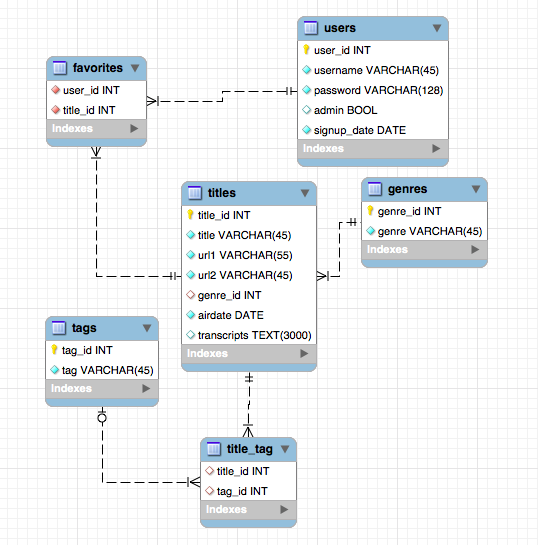 users
user_id INT
username VARCHAR(45)
password VARCHAR(128)
admin BOOL
signup_date DATE
Indexes
favorites
user_id INT
title_id INT
Indexes
titles
title_id INT
title VARCHAR(45)
url1 VARCHAR(55)
url2 VARCHAR(45)
genre_id INT
airdate DATE
transcripts TEXT(3000)
Indexes
genres
genre_id INT
genre VARCHAR(45)
Indexes
tags
tag_id INT
tag VARCHAR(45)
Indexes
title_tag
title_id INT
tag_id INT
Indexes